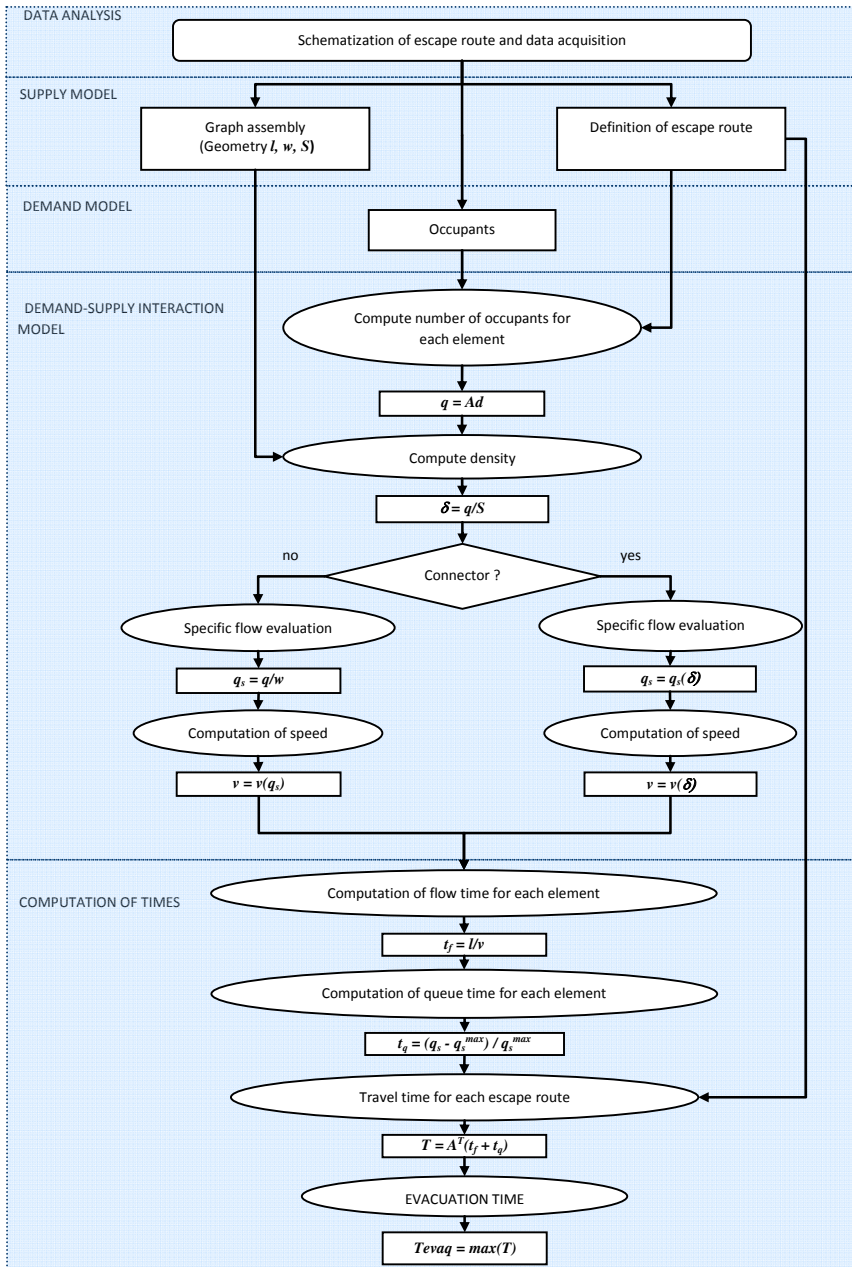 DATA ANALYSIS
Schematization of escape route and data acquisition
SUPPLY MODEL
Graph assembly
(Geometry l, w, S)
Definition of escape route
DEMAND MODEL
Occupants
DEMAND-SUPPLY INTERACTION
MODEL
Compute number of occupants for
each element
q = Ad
Compute density
δ = q/S
no
Connector ?
yes
Specific flow evaluation
Specific flow evaluation
qs = q/w
qs = qs(δ)
Computation of speed
Computation of speed
v = v(qs)
v = v(δ)
COMPUTATION OF TIMES
Computation of flow time for each element
tf = l/v
Computation of queue time for each element
tq = (qs - qs^max) / qs^max
Travel time for each escape route
T = A^T(tf + tq)
EVACUATION TIME
Tevaq = max(T)